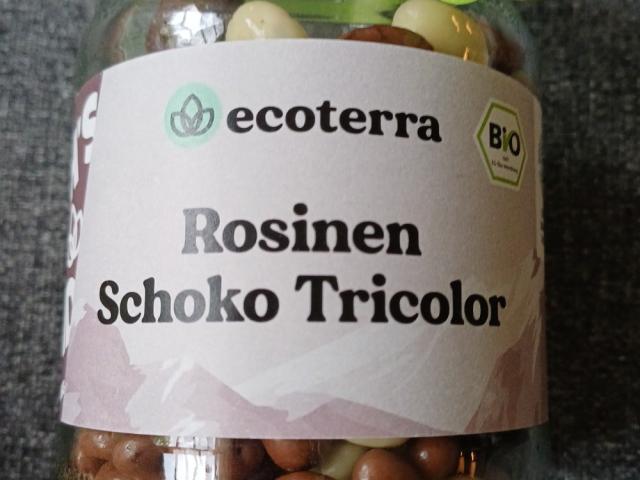 ecoterra
Bio
Rosinen
Schoko Tricolor